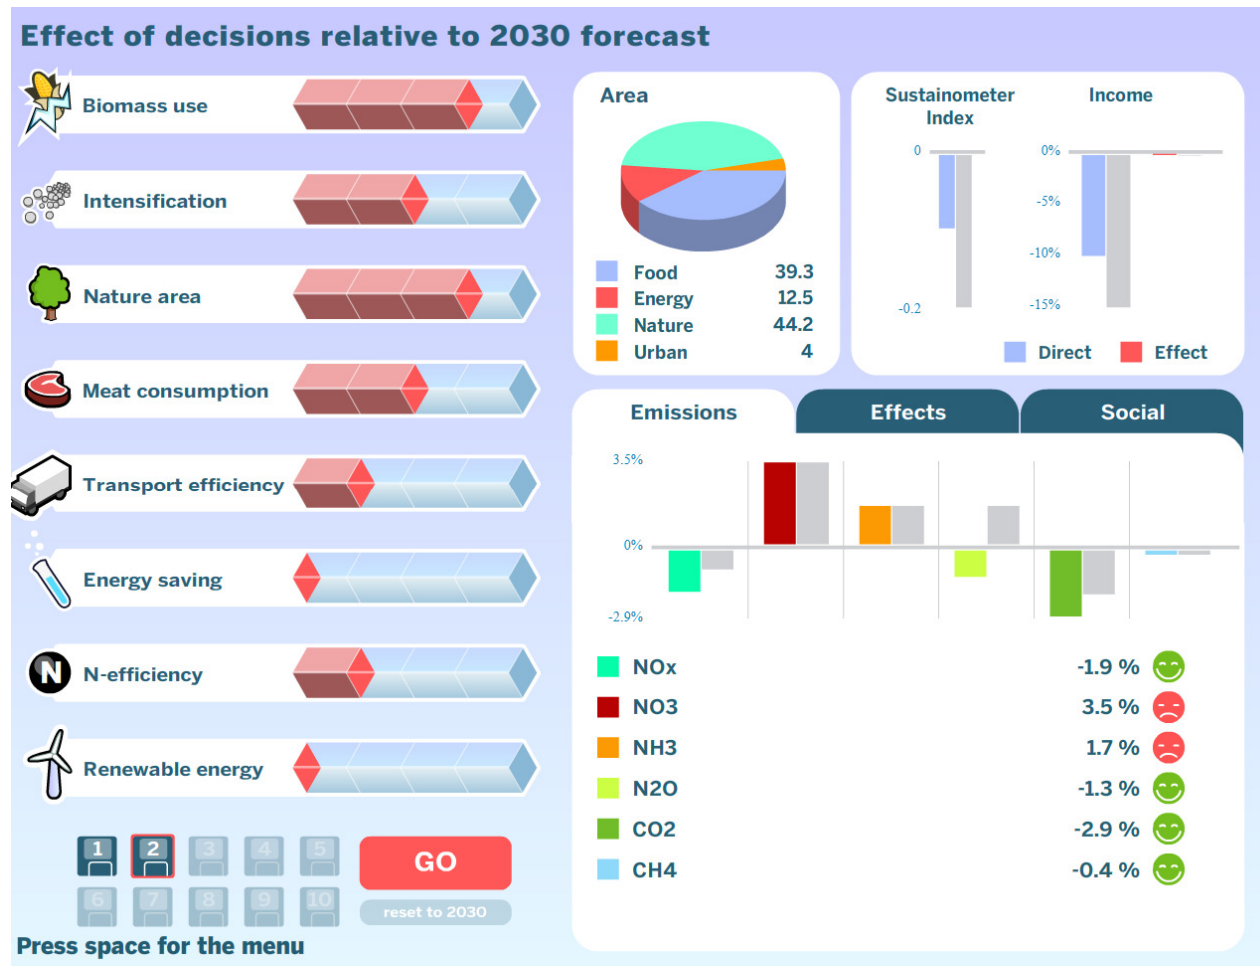 Effect of decisions relative to 2030 forecast
Biomass use
Intensification
Nature area
Meat consumption
Transport efficiency
Energy saving
N
N-efficiency
Renewable energy
1 2 3 4 5
6 7 8 9 10
GO
reset to 2030
Press space for the menu
Area
Food 39.3
Energy 12.5
Nature 44.2
Urban 4
Sustainometer
Index
0
-0.2
Income
0%
-5%
-10%
-15%
Direct Effect
Emissions Effects Social
3.5%
0%
-2.9%
NOx -1.9 %
NO3 3.5 %
NH3 1.7 %
N2O -1.3 %
CO2 -2.9 %
CH4 -0.4 %